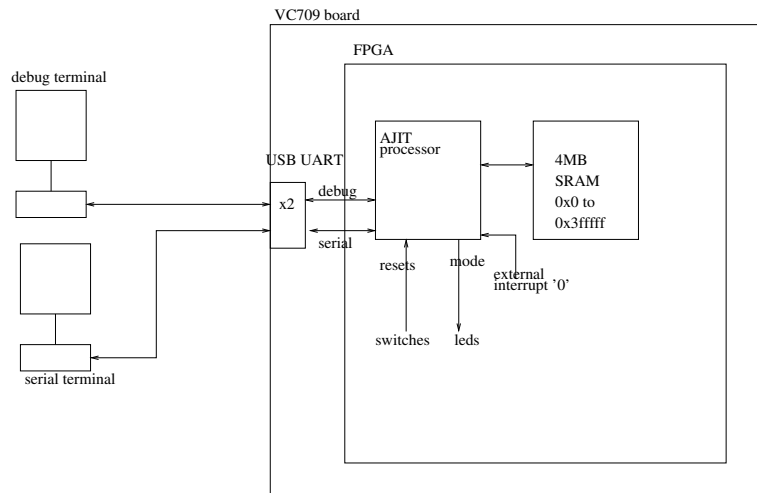 VC709 board
FPGA
debug terminal
AJIT
processor
USB UART
x2
debug
serial
4MB
SRAM
0x0 to
0x3fffff
resets
mode
external
interrupt '0'
switches
leds
serial terminal